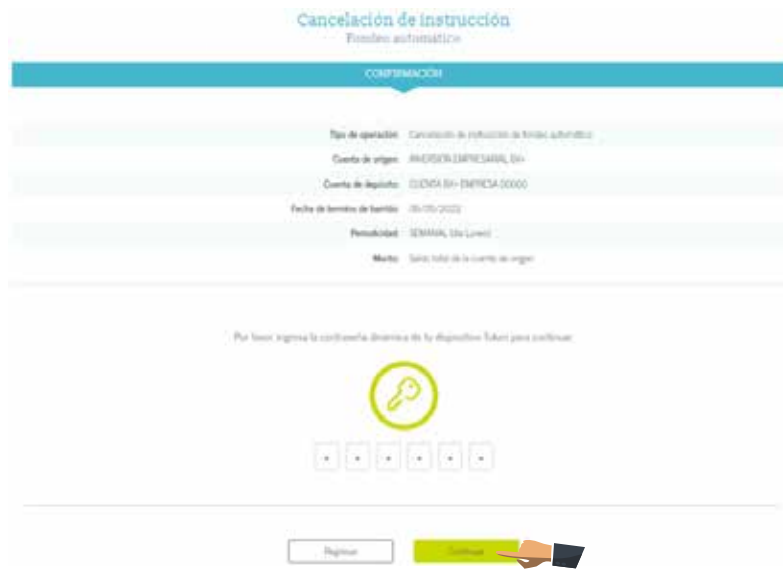 Cancelación de instrucción
Fondeo automático
CONFIRMACIÓN
Tipo de operación: Cancelación de instrucción de fondeo automático
Cuenta de origen: INVERSIÓN EMPRESARIAL BX+
Cuenta de depósito: CUENTA BX+ EMPRESA 00000
Fecha de termino de barrido: /2022
Periodicidad: SEMANAL (día Lunes)
Monto: Saldo total de la cuenta de origen
Por favor ingresa la contraseña dinámica de tu dispositivo Token para continuar.
Regresar
Continuar